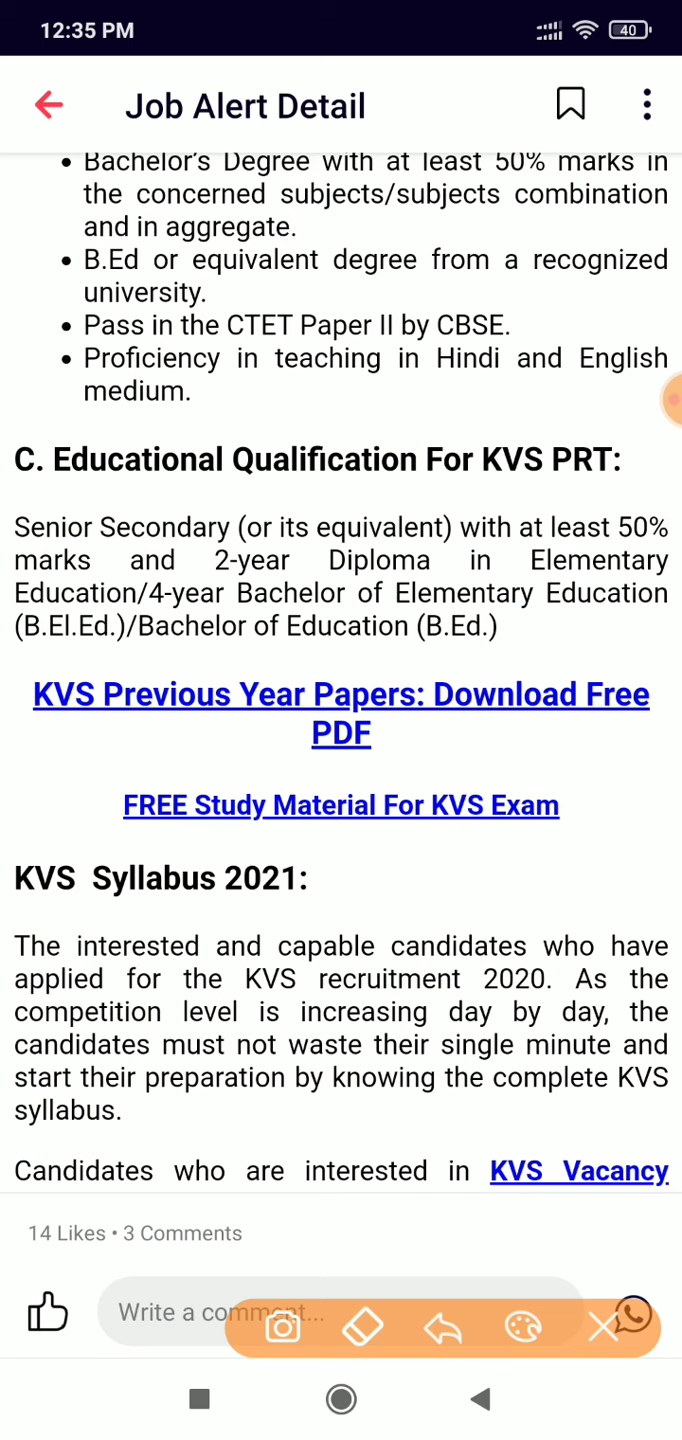 12:35 PM
40
Job Alert Detail
Bachelor's Degree with at least 50% marks in
the concerned subjects/subjects combination
and in aggregate.
B.Ed or equivalent degree from a recognized
university.
Pass in the CTET Paper II by CBSE.
Proficiency in teaching in Hindi and English
medium.
C. Educational Qualification For KVS PRT:
Senior Secondary (or its equivalent) with at least 50%
marks and 2-year Diploma in Elementary
Education/4-year Bachelor of Elementary Education
(B.El.Ed.)/Bachelor of Education (B.Ed.)
KVS Previous Year Papers: Download Free
PDF
FREE Study Material For KVS Exam
KVS Syllabus 2021:
The interested and capable candidates who have
applied for the KVS recruitment 2020. As the
competition level is increasing day by day, the
candidates must not waste their single minute and
start their preparation by knowing the complete KVS
syllabus.
Candidates who are interested in KVS Vacancy
14 Likes • 3 Comments
Write a comment...